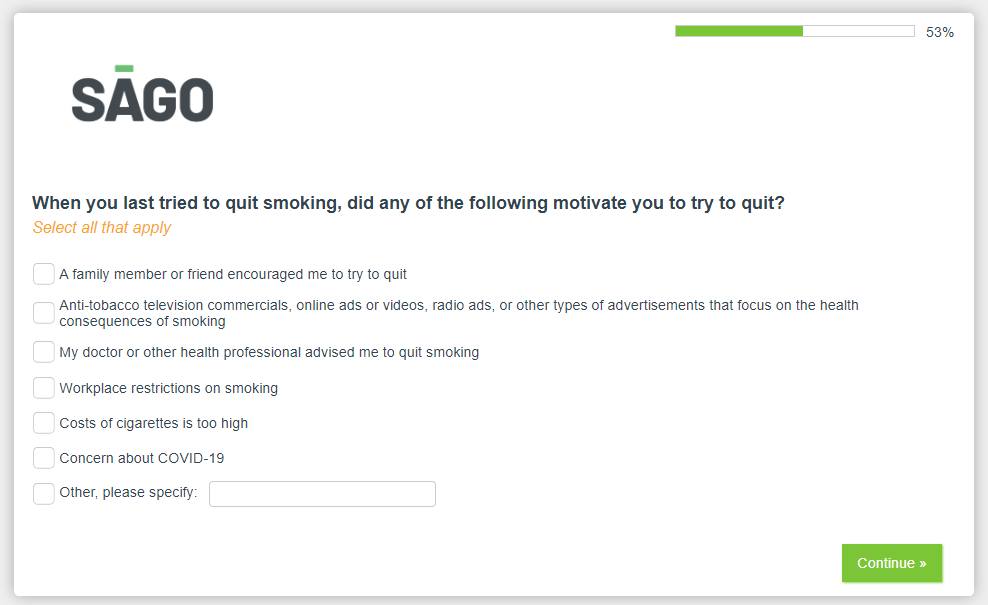 53%
SĀGO
When you last tried to quit smoking, did any of the following motivate you to try to quit?
Select all that apply
A family member or friend encouraged me to try to quit
Anti-tobacco television commercials, online ads or videos, radio ads, or other types of advertisements that focus on the health
consequences of smoking
My doctor or other health professional advised me to quit smoking
Workplace restrictions on smoking
Costs of cigarettes is too high
Concern about COVID-19
Other, please specify:
Continue »